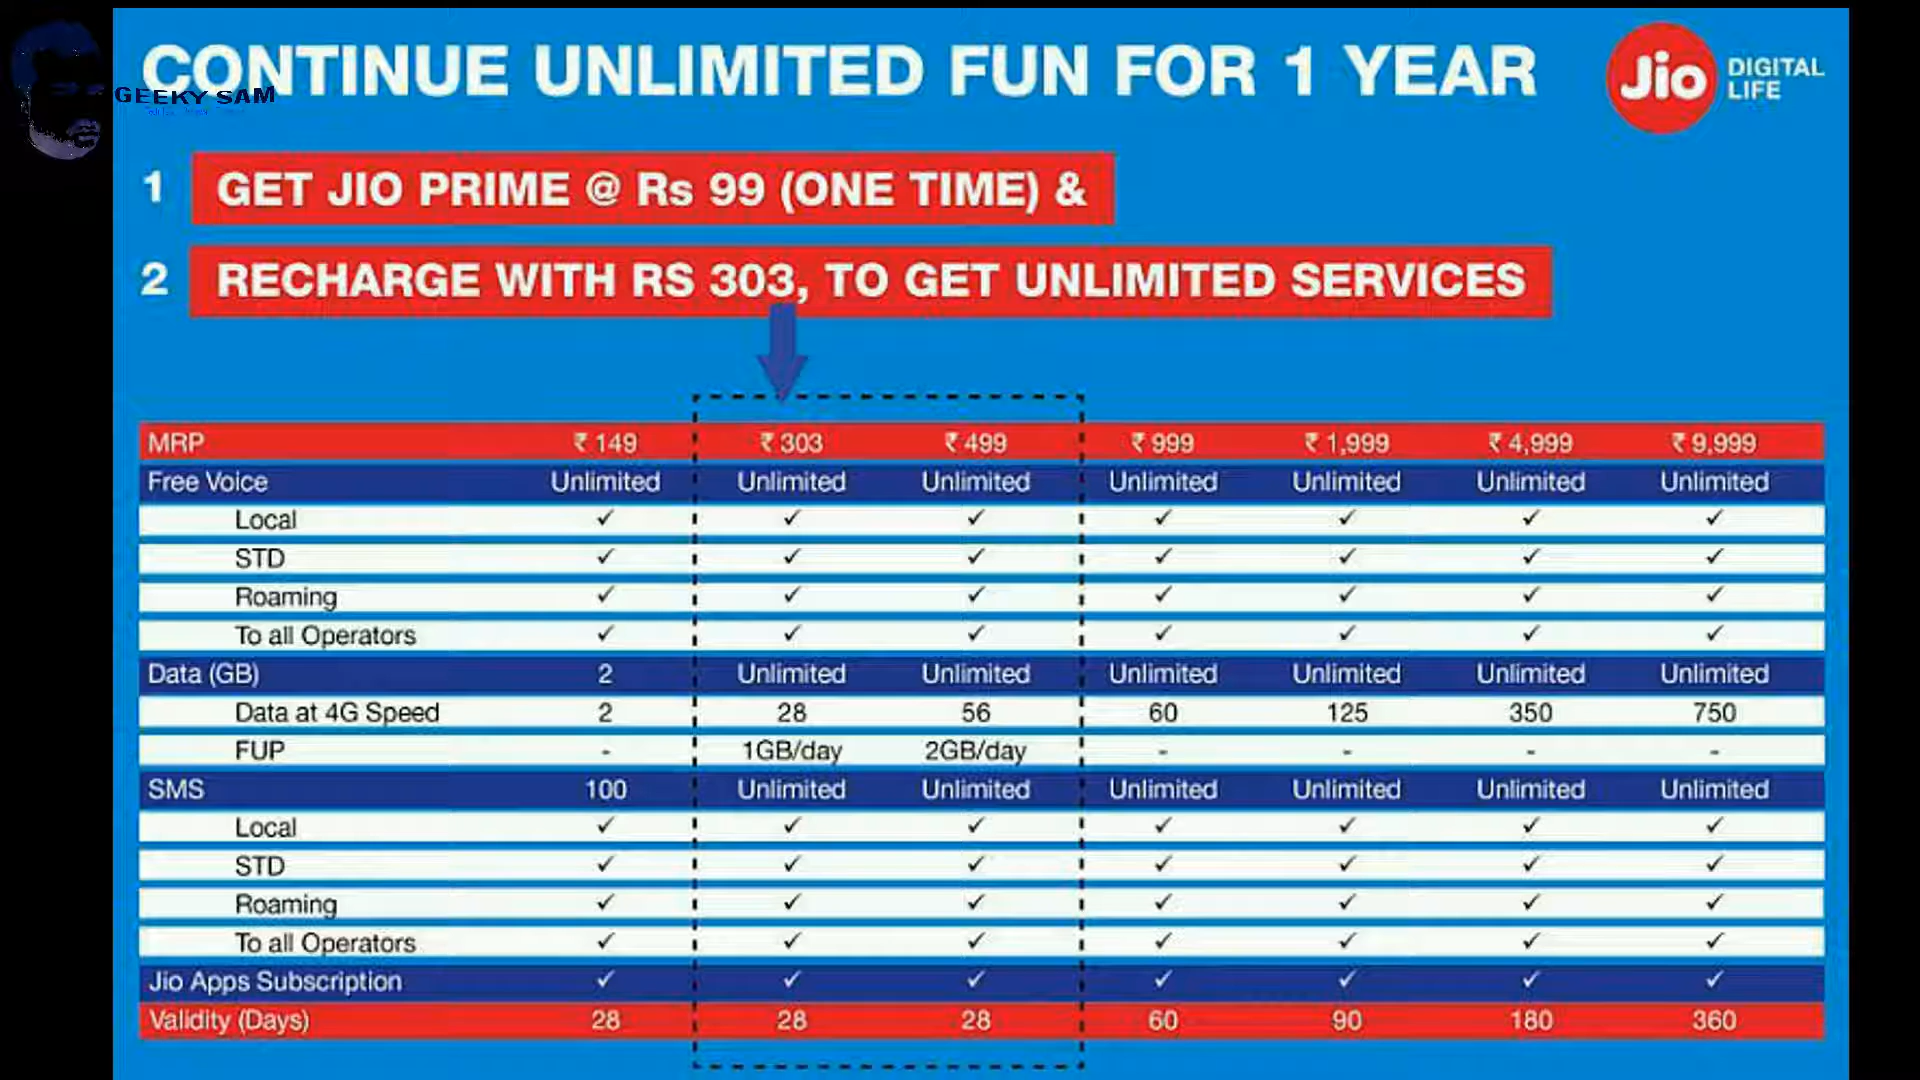 CONTINUE UNLIMITED FUN FOR 1 YEAR
Jio DIGITAL LIFE
GEEKY SAM
1 GET JIO PRIME @ Rs 99 (ONE TIME) &
2 RECHARGE WITH RS 303, TO GET UNLIMITED SERVICES
MRP ₹ 149 ₹ 303 ₹ 499 ₹ 999 ₹ 1,999 ₹ 4,999 ₹ 9,999
Free Voice Unlimited Unlimited Unlimited Unlimited Unlimited Unlimited Unlimited
Local ✓ ✓ ✓ ✓ ✓ ✓ ✓
STD ✓ ✓ ✓ ✓ ✓ ✓ ✓
Roaming ✓ ✓ ✓ ✓ ✓ ✓ ✓
To all Operators ✓ ✓ ✓ ✓ ✓ ✓ ✓
Data (GB) 2 Unlimited Unlimited Unlimited Unlimited Unlimited Unlimited
Data at 4G Speed 2 28 56 60 125 350 750
FUP - 1GB/day 2GB/day - - - -
SMS 100 Unlimited Unlimited Unlimited Unlimited Unlimited Unlimited
Local ✓ ✓ ✓ ✓ ✓ ✓ ✓
STD ✓ ✓ ✓ ✓ ✓ ✓ ✓
Roaming ✓ ✓ ✓ ✓ ✓ ✓ ✓
To all Operators ✓ ✓ ✓ ✓ ✓ ✓ ✓
Jio Apps Subscription ✓ ✓ ✓ ✓ ✓ ✓ ✓
Validity (Days) 28 28 28 60 90 180 360